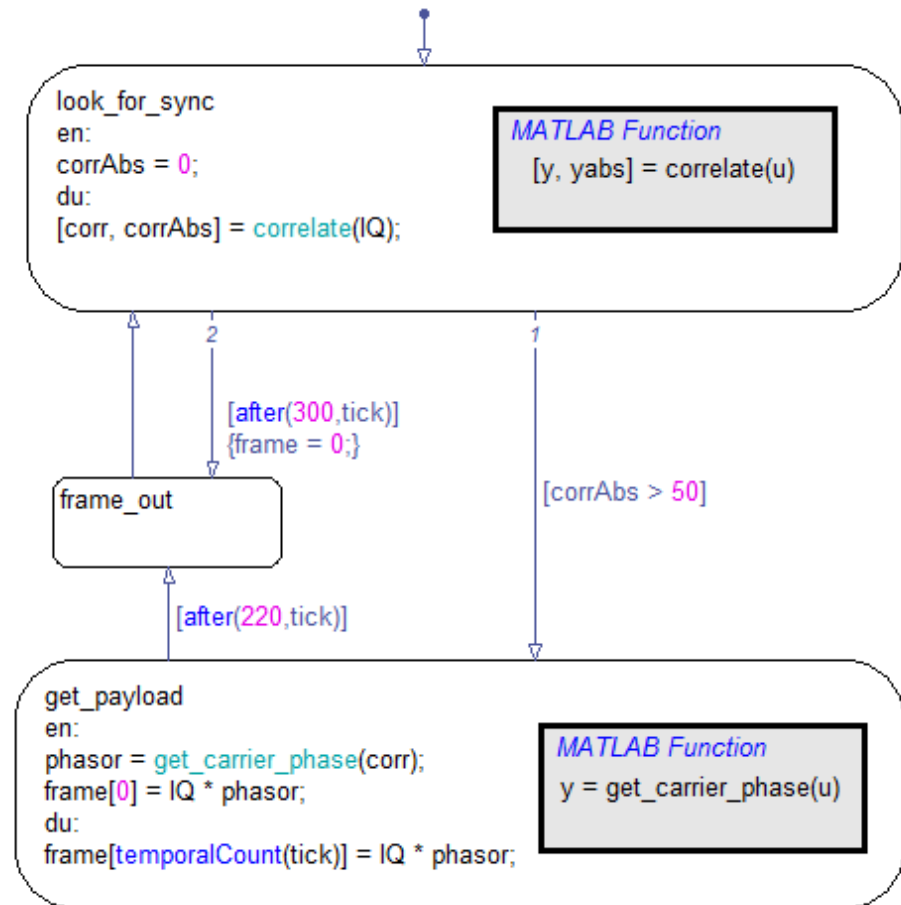 look_for_sync
en:
corrAbs = 0;
du:
[corr, corrAbs] = correlate(IQ);
MATLAB Function
[y, yabs] = correlate(u)
2
1
[after(300,tick)]
{frame = 0;}
frame_out
[corrAbs > 50]
[after(220,tick)]
get_payload
en:
phasor = get_carrier_phase(corr);
frame[0] = IQ * phasor;
du:
frame[temporalCount(tick)] = IQ * phasor;
MATLAB Function
y = get_carrier_phase(u)